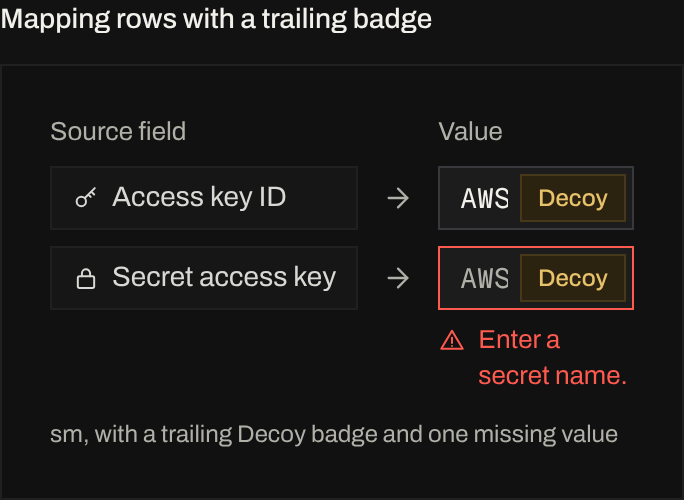 Mapping rows with a trailing badge
Source field
Value
Access key ID
AWS
Decoy
Secret access key
AWS
Decoy
Enter a
secret name.
sm, with a trailing Decoy badge and one missing value